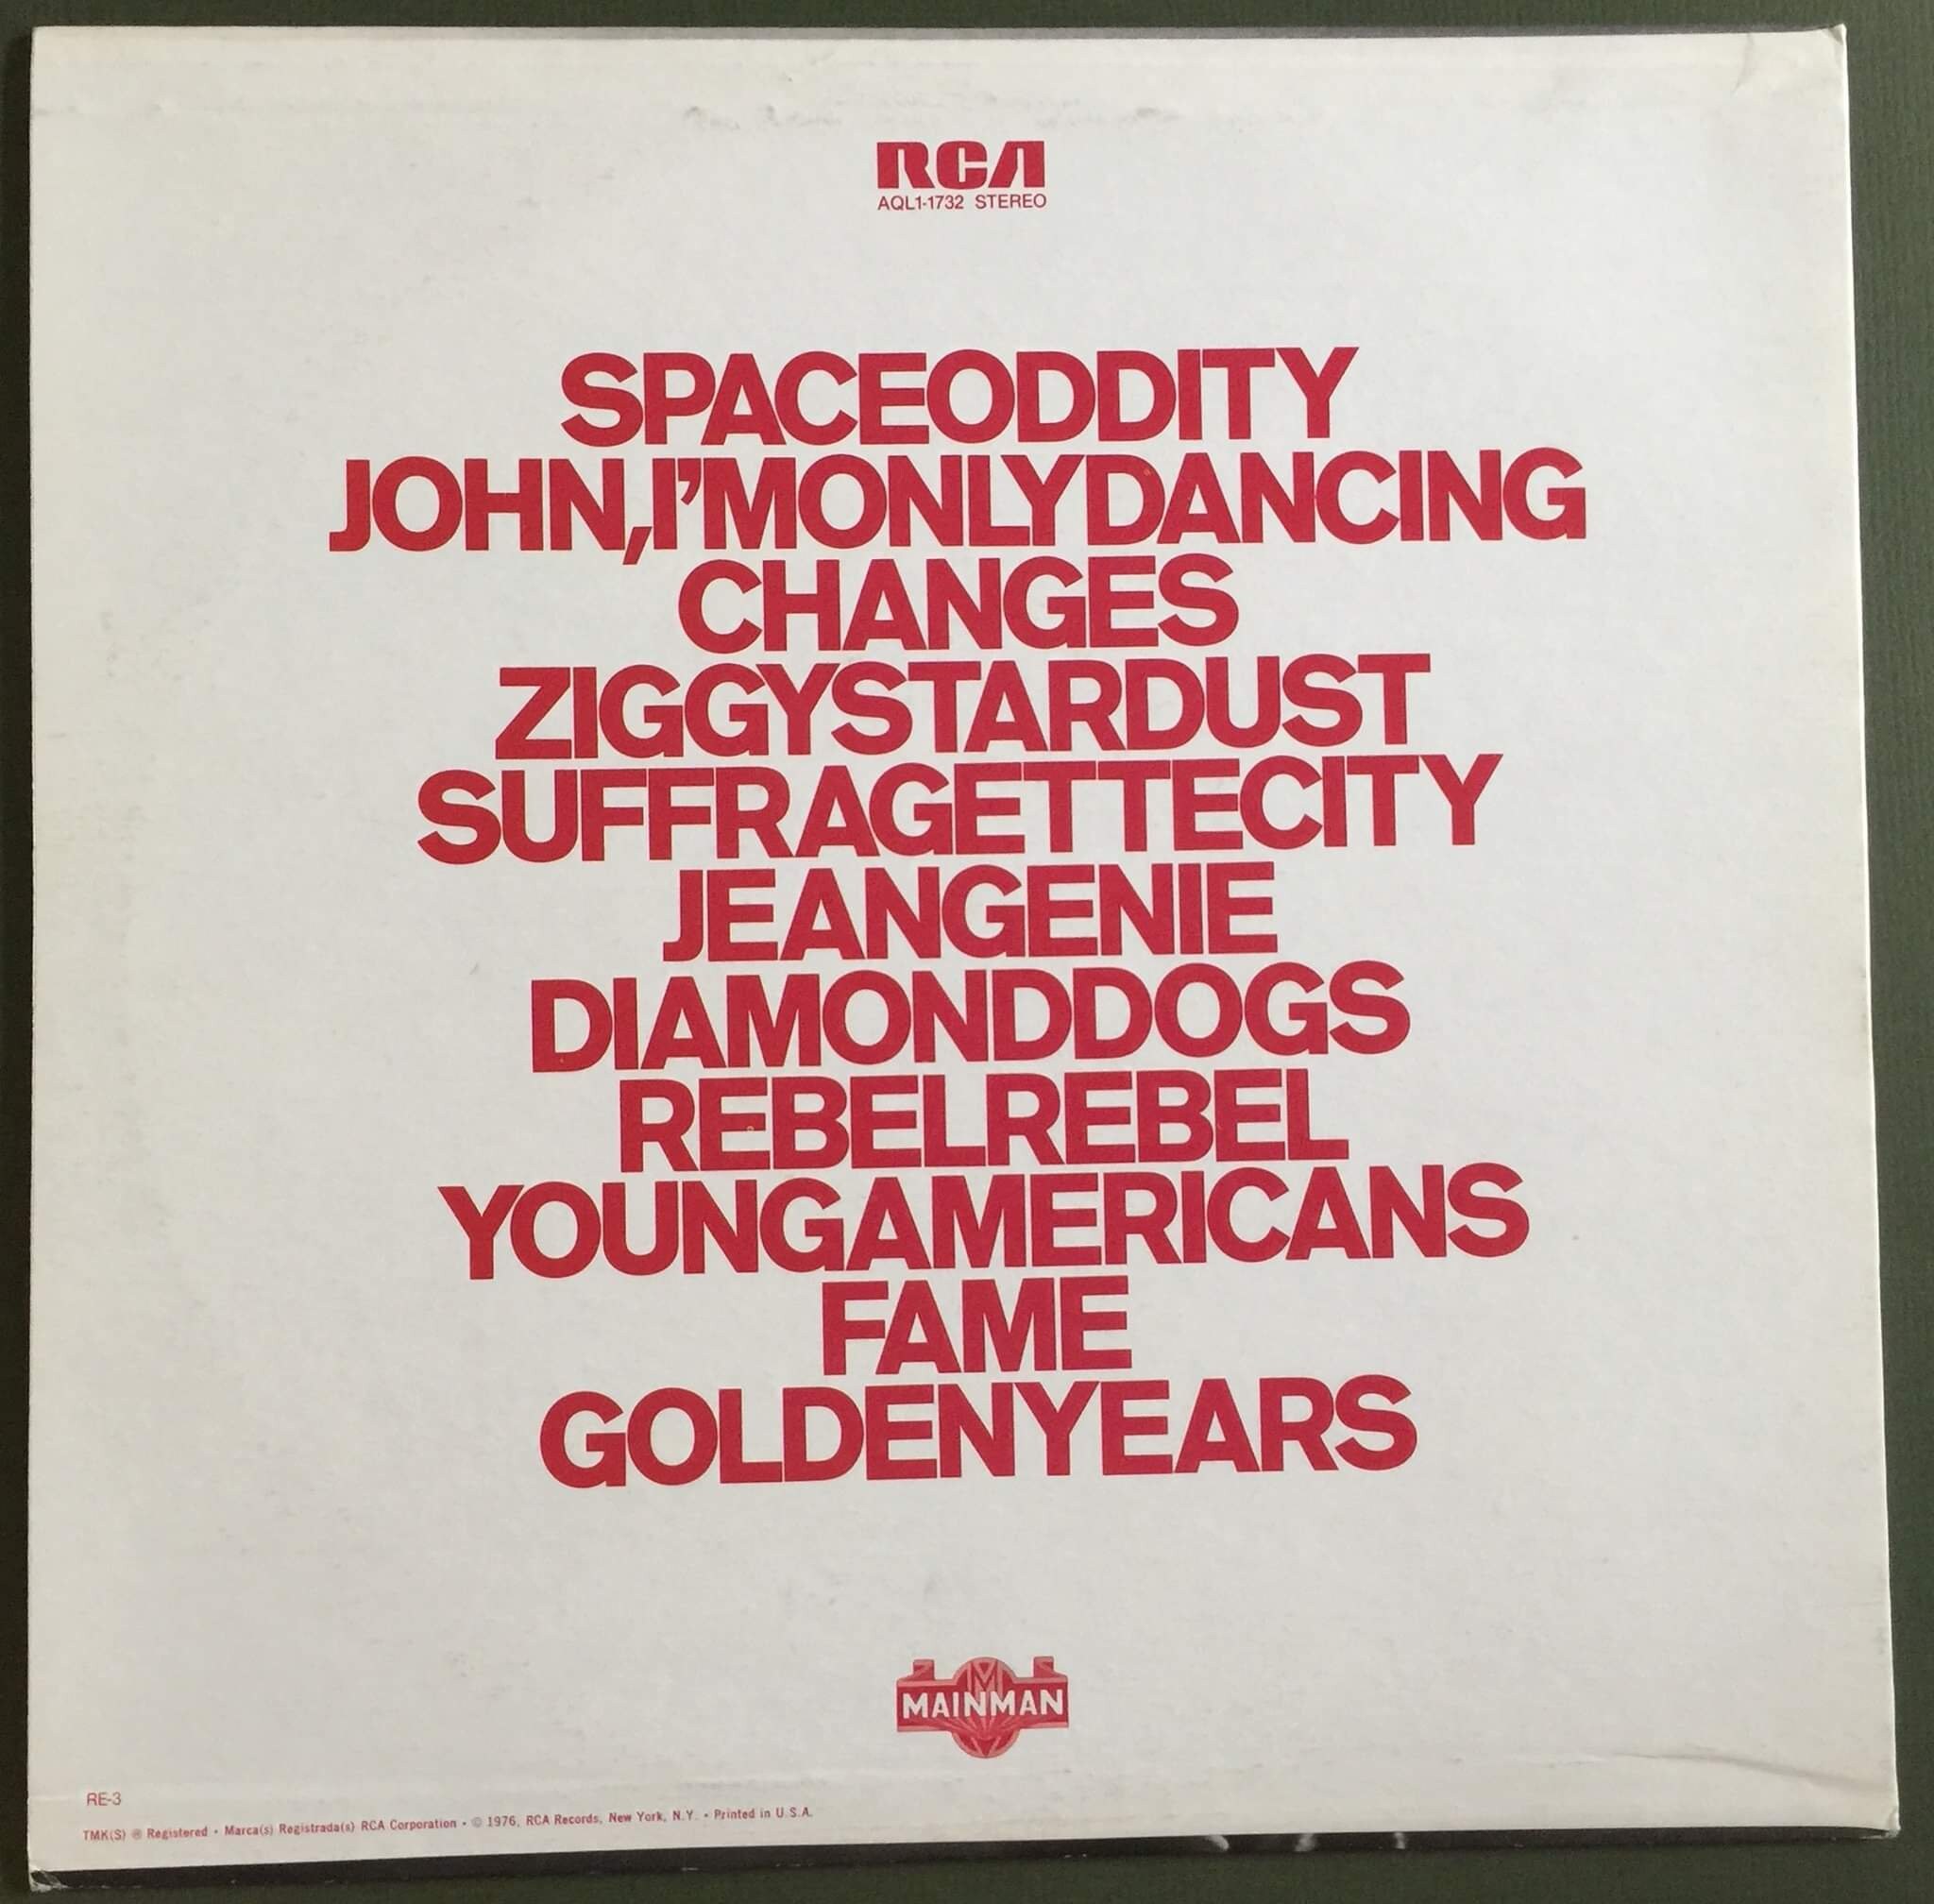 RCA
AQL1-1732 STEREO
SPACEODDITY
JOHN,I'MONLYDANCING
CHANGES
ZIGGYSTARDUST
SUFFRAGETTECITY
JEANGENIE
DIAMONDDOGS
REBELREBEL
YOUNGAMERICANS
FAME
GOLDENYEARS
MAINMAN
RE-3
TMK(S) ® Registered • Marca(s) Registrada(s) RCA Corporation • © 1976, RCA Records, New York, N.Y. • Printed in U.S.A.